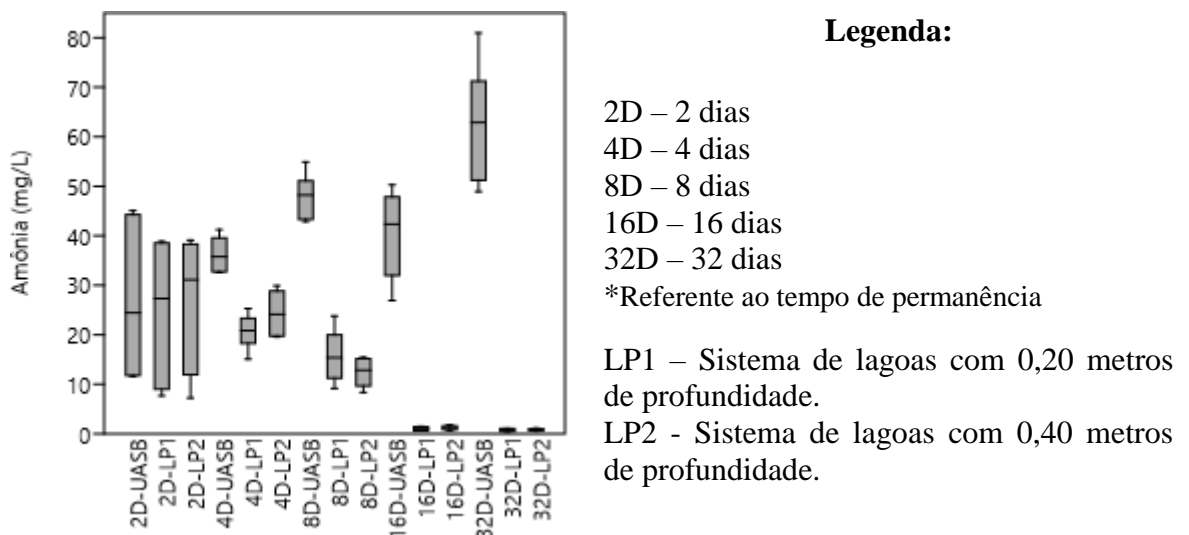 80
70
60
50
40
30
20
10
0
Amônia (mg/L)
2D-UASB
2D-LP1
2D-LP2
4D-UASB
4D-LP1
4D-LP2
8D-UASB
8D-LP1
8D-LP2
16D-UASB
16D-LP1
16D-LP2
32D-UASB
32D-LP1
32D-LP2
Legenda:
2D – 2 dias
4D – 4 dias
8D – 8 dias
16D – 16 dias
32D – 32 dias
*Referente ao tempo de permanência
LP1 – Sistema de lagoas com 0,20 metros
de profundidade.
LP2 - Sistema de lagoas com 0,40 metros
de profundidade.